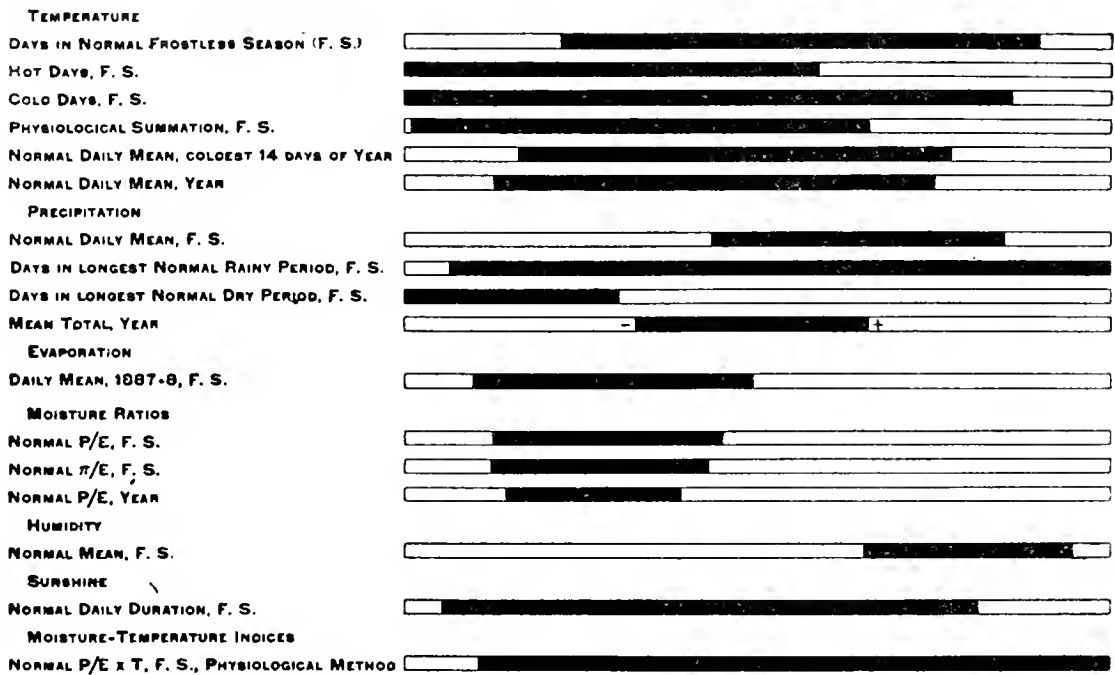 TEMPERATURE
DAYS IN NORMAL FROSTLESS SEASON (F. S.)
HOT DAYS, F. S.
COLD DAYS, F. S.
PHYSIOLOGICAL SUMMATION, F. S.
NORMAL DAILY MEAN, COLDEST 14 DAYS OF YEAR
NORMAL DAILY MEAN, YEAR
PRECIPITATION
NORMAL DAILY MEAN, F. S.
DAYS IN LONGEST NORMAL RAINY PERIOD, F. S.
DAYS IN LONGEST NORMAL DRY PERIOD, F. S.
MEAN TOTAL, YEAR - +
EVAPORATION
DAILY MEAN, 1887-8, F. S.
MOISTURE RATIOS
NORMAL P/E, F. S.
NORMAL π/E, F. S.
NORMAL P/E, YEAR
HUMIDITY
NORMAL MEAN, F. S.
SUNSHINE
NORMAL DAILY DURATION, F. S.
MOISTURE-TEMPERATURE INDICES
NORMAL P/E X T, F. S., PHYSIOLOGICAL METHOD